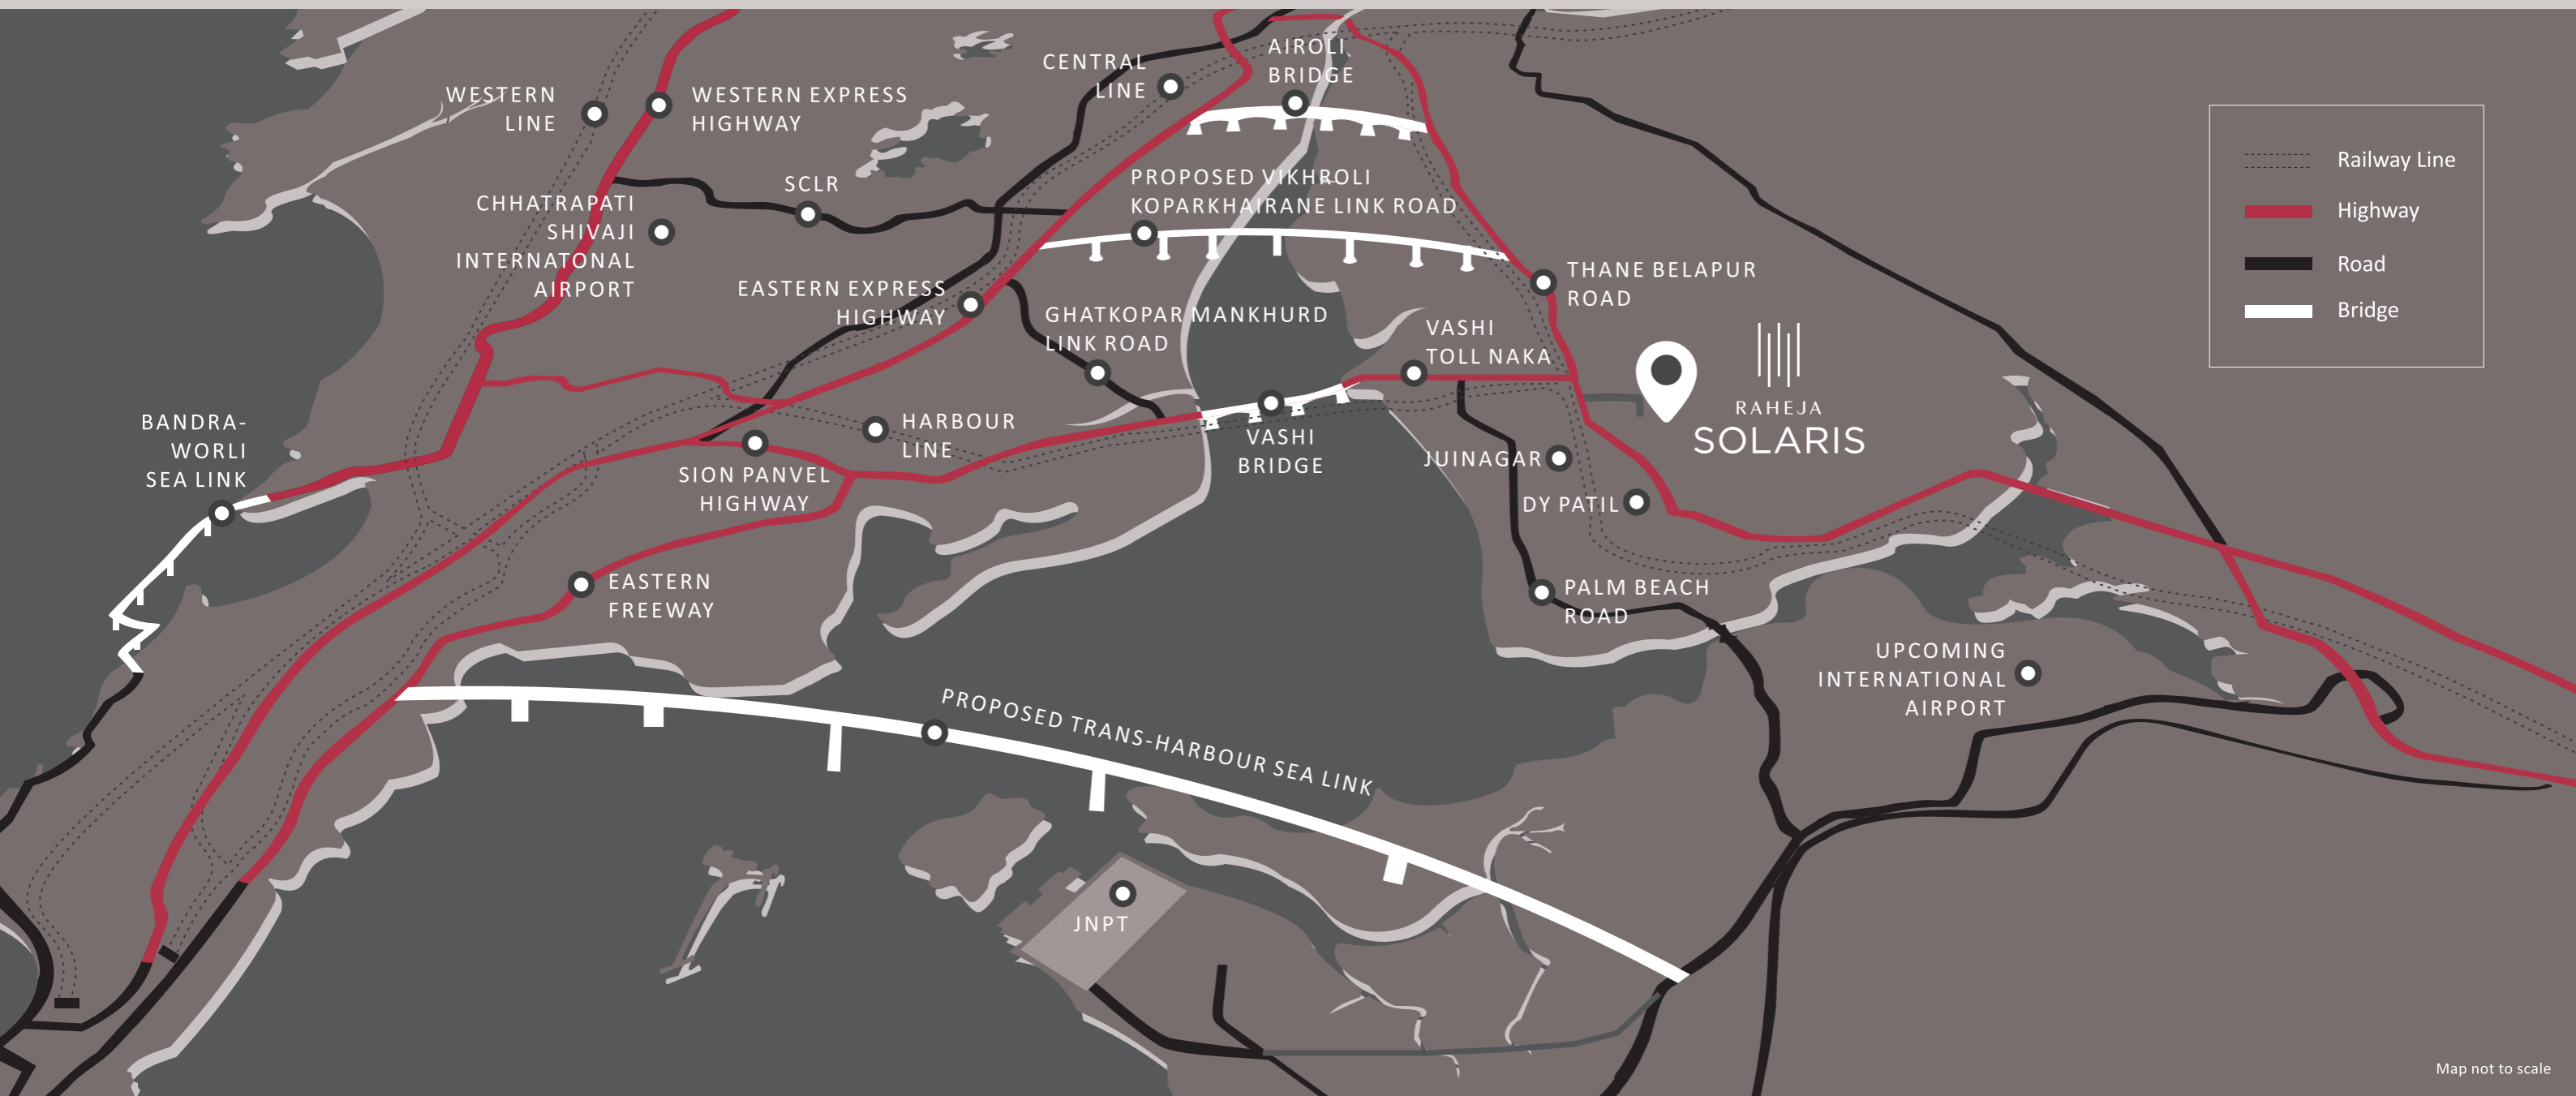 WESTERN
LINE
WESTERN EXPRESS
HIGHWAY
CENTRAL
LINE
AIROLI
BRIDGE
SCLR
CHHATRAPATI
SHIVAJI
INTERNATONAL
AIRPORT
PROPOSED VIKHROLI
KOPARKHAIRANE LINK ROAD
EASTERN EXPRESS
HIGHWAY
GHATKOPAR MANKHURD
LINK ROAD
THANE BELAPUR
ROAD
VASHI
TOLL NAKA
RAHEJA
SOLARIS
Railway Line
Highway
Road
Bridge
BANDRA-
WORLI
SEA LINK
HARBOUR
LINE
SION PANVEL
HIGHWAY
VASHI
BRIDGE
JUINAGAR
DY PATIL
EASTERN
FREEWAY
PALM BEACH
ROAD
UPCOMING
INTERNATIONAL
AIRPORT
PROPOSED TRANS-HARBOUR SEA LINK
JNPT
Map not to scale